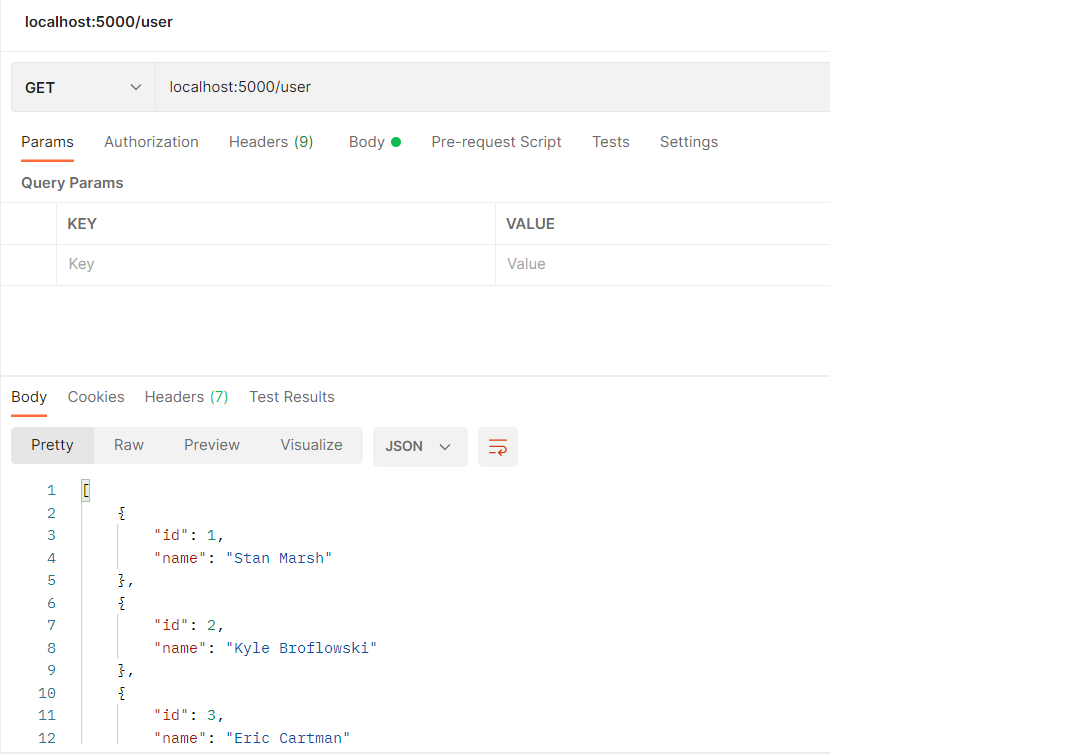 localhost:5000/user
GET localhost:5000/user
Params Authorization Headers (9) Body Pre-request Script Tests Settings
Query Params
KEY VALUE
Key Value
Body Cookies Headers (7) Test Results
Pretty Raw Preview Visualize JSON
1 [
2 {
3 "id": 1,
4 "name": "Stan Marsh"
5 },
6 {
7 "id": 2,
8 "name": "Kyle Broflowski"
9 },
10 {
11 "id": 3,
12 "name": "Eric Cartman"